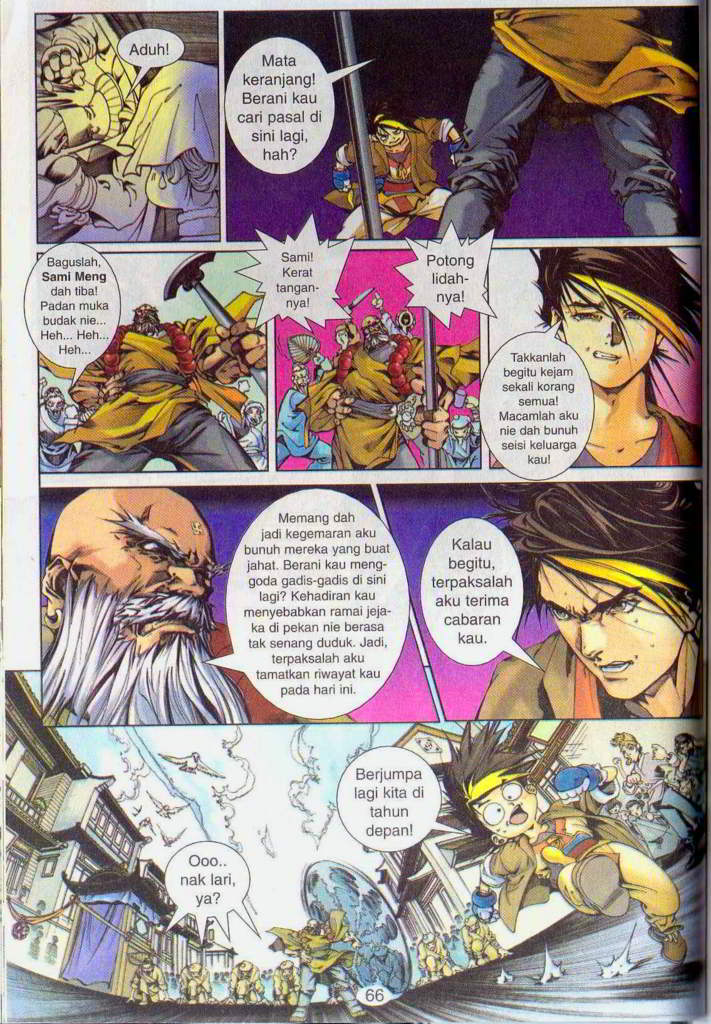 Aduh!
Mata
keranjang!
Berani kau
cari pasal di
sini lagi,
hah?
Baguslah,
Sami Meng
dah tiba!
Padan muka
budak nie...
Heh... Heh...
Heh...
Sami!
Kerat
tangan-
nya!
Potong
lidah-
nya!
Takkanlah
begitu kejam
sekali korang
semua!
Macamlah aku
nie dah bunuh
seisi keluarga
kau!
Memang dah
jadi kegemaran aku
bunuh mereka yang buat
jahat. Berani kau meng-
goda gadis-gadis di sini
lagi? Kehadiran kau
menyebabkan ramai jeja-
ka di pekan nie berasa
tak senang duduk. Jadi,
terpaksalah aku
tamatkan riwayat kau
pada hari ini.
Kalau
begitu,
terpaksalah
aku terima
cabaran
kau.
Berjumpa
lagi kita di
tahun
depan!
Ooo..
nak lari,
ya?
66